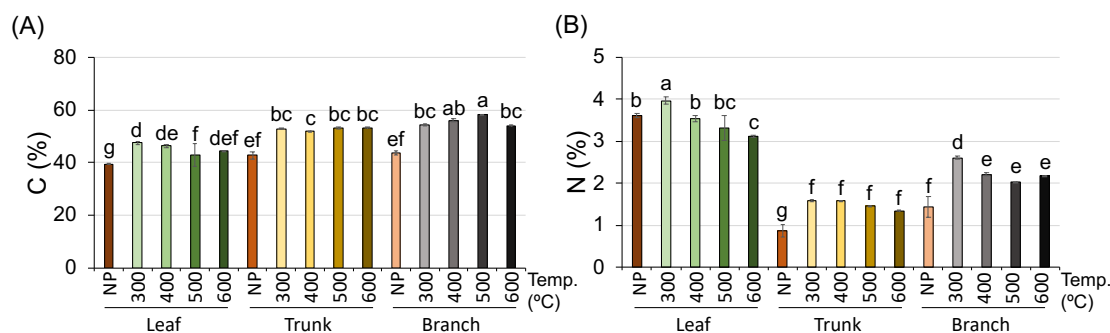 (A)
C (%)
80
60
40
20
0
g d de f def ef bc c bc bc ef bc ab a bc
NP 300 400 500 600 NP 300 400 500 600 NP 300 400 500 600 Temp. (ºC)
Leaf Trunk Branch
(B)
N (%)
5
4
3
2
1
0
b a b bc c g f f f f f d e e e
NP 300 400 500 600 NP 300 400 500 600 NP 300 400 500 600 Temp. (ºC)
Leaf Trunk Branch